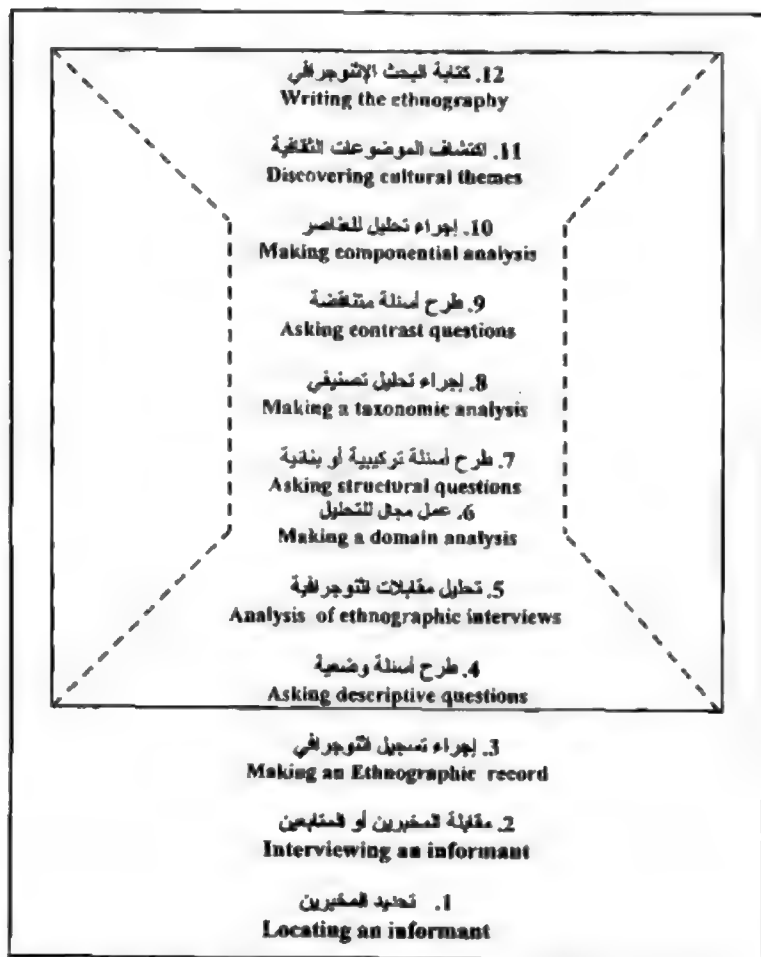 12. كتابة البحث الإثنوجرافي
Writing the ethnography
11. اكتشاف الموضوعات الثقافية
Discovering cultural themes
10. إجراء تحليل للعناصر
Making componential analysis
9. طرح أسئلة متناقضة
Asking contrast questions
8. إجراء تحليل تصنيفي
Making a taxonomic analysis
7. طرح أسئلة تركيبية أو بنائية
Asking structural questions
6. عمل مجال للتحليل
Making a domain analysis
5. تحليل مقابلات اثنوجرافية
Analysis of ethnographic interviews
4. طرح أسئلة وضعية
Asking descriptive questions
3. إجراء تسجيل اثنوجرافي
Making an Ethnographic record
2. مقابلة المخبرين أو المتابعين
Interviewing an informant
1. تحديد المخبرين
Locating an informant